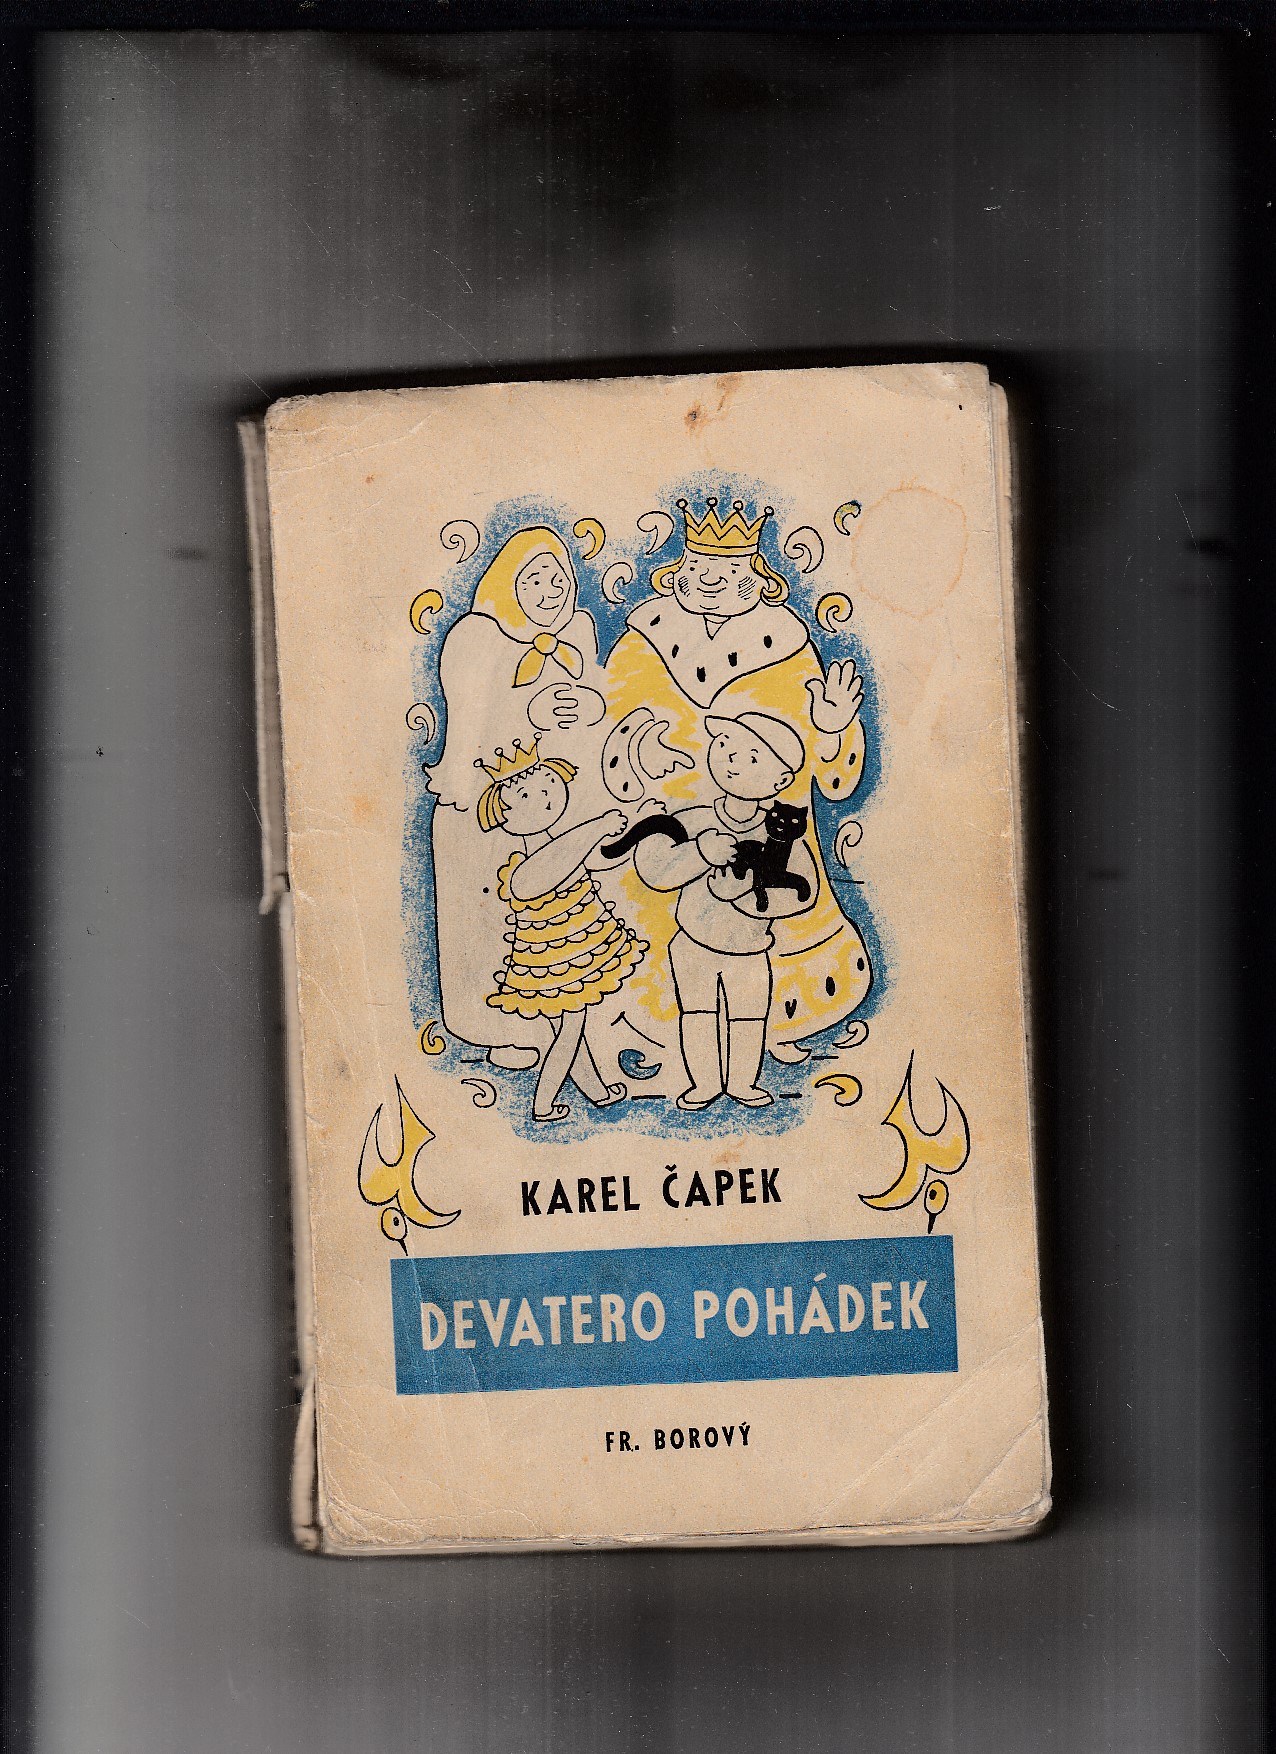 KAREL ČAPEK
DEVATERO POHÁDEK
FR. BOROVÝ